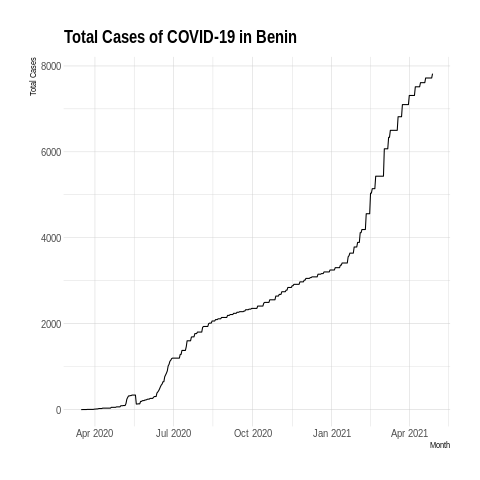 Total Cases of COVID-19 in Benin
Total Cases
8000
6000
4000
2000
0
Apr 2020 Jul 2020 Oct 2020 Jan 2021 Apr 2021
Month